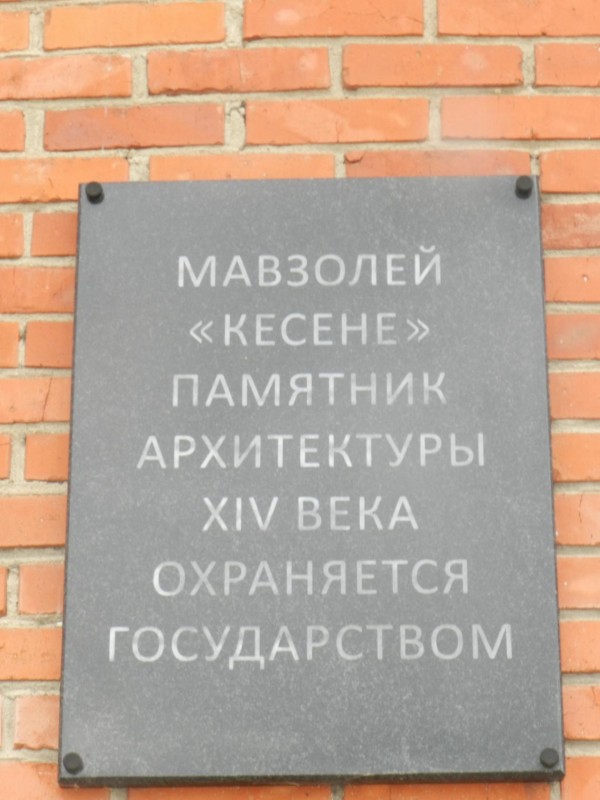 МАВЗОЛЕЙ
«КЕСЕНЕ»
ПАМЯТНИК
АРХИТЕКТУРЫ
XIV ВЕКА
ОХРАНЯЕТСЯ
ГОСУДАРСТВОМ